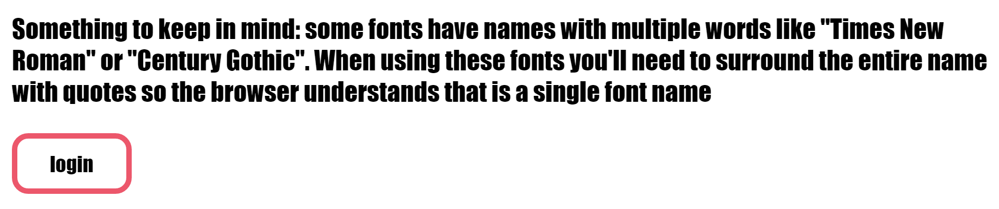 Something to keep in mind: some fonts have names with multiple words like "Times New
Roman" or "Century Gothic". When using these fonts you'll need to surround the entire name
with quotes so the browser understands that is a single font name
login